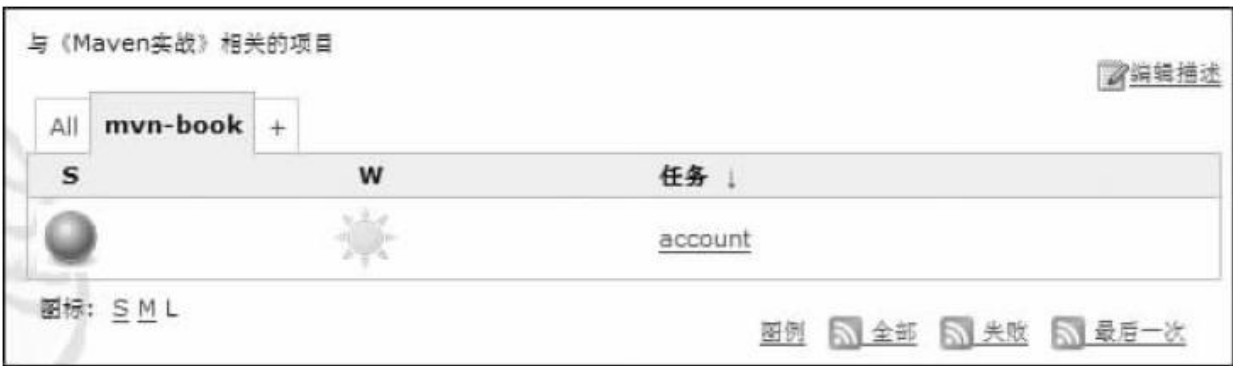 与《Maven实战》相关的项目
编辑描述
All mvn-book +
S W 任务 ↓
account
图标: S M L
图例 全部 失败 最后一次